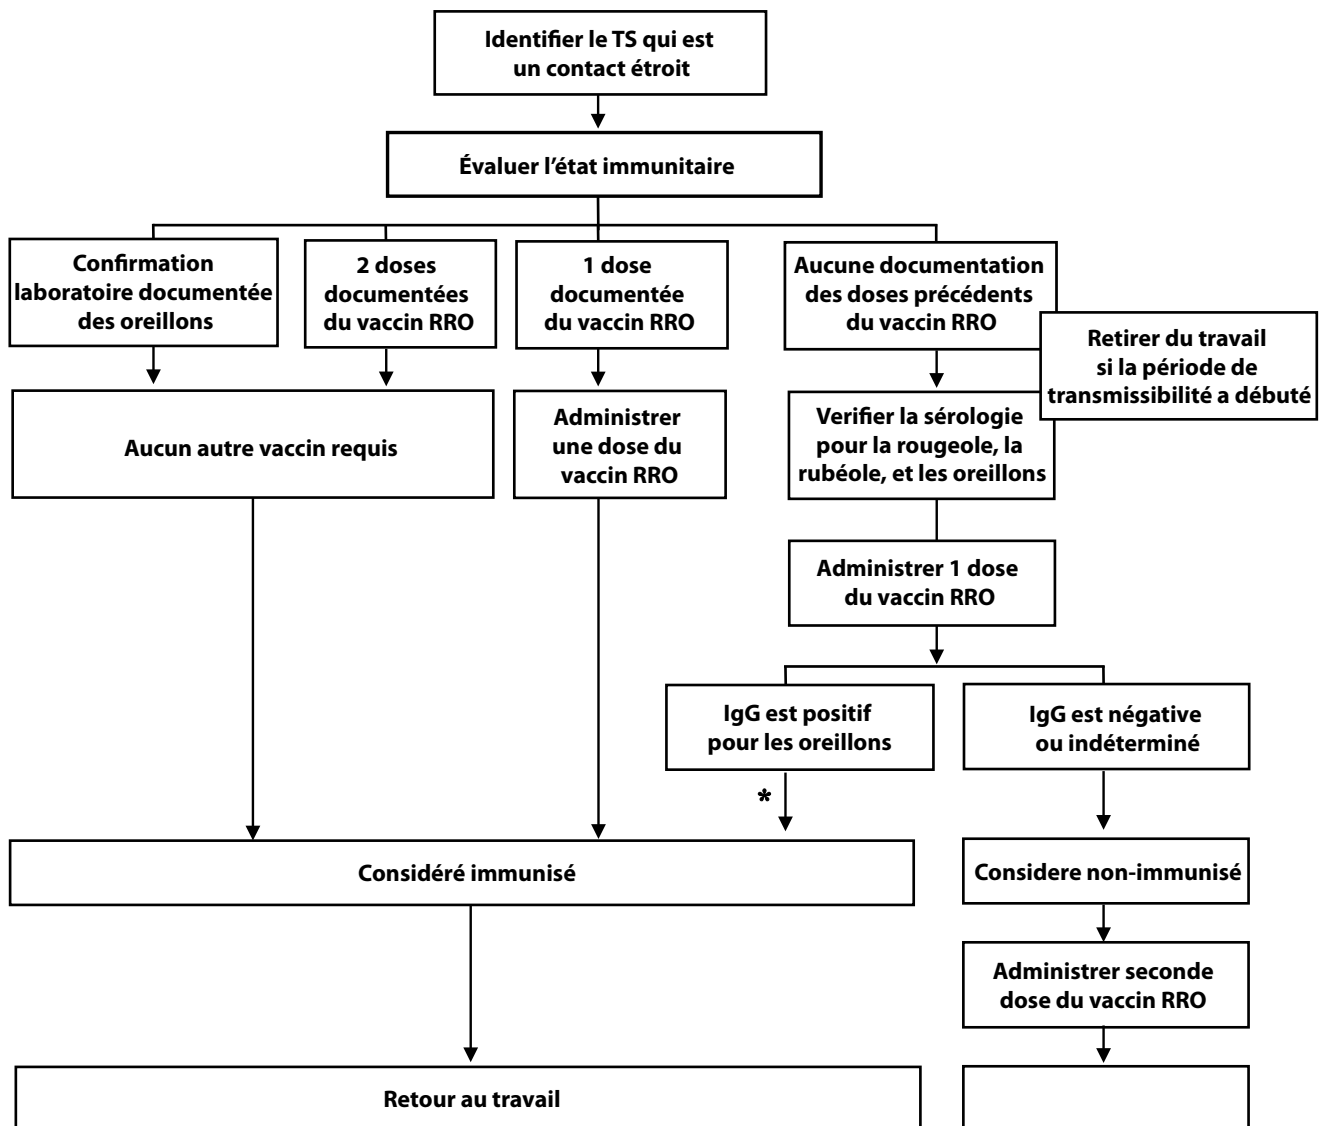 Identifier le TS qui est
un contact étroit
Évaluer l'état immunitaire
Confirmation
laboratoire documentée
des oreillons
2 doses
documentées
du vaccin RRO
1 dose
documentée
du vaccin RRO
Aucune documentation
des doses précédents
du vaccin RRO
Retirer du travail
si la période de
transmissibilité a débuté
Aucun autre vaccin requis
Administrer
une dose du
vaccin RRO
Verifier la sérologie
pour la rougeole, la
rubéole, et les oreillons
Administrer 1 dose
du vaccin RRO
IgG est positif
pour les oreillons
IgG est négative
ou indéterminé
*
Considéré immunisé
Considere non-immunisé
Administrer seconde
dose du vaccin RRO
Retour au travail